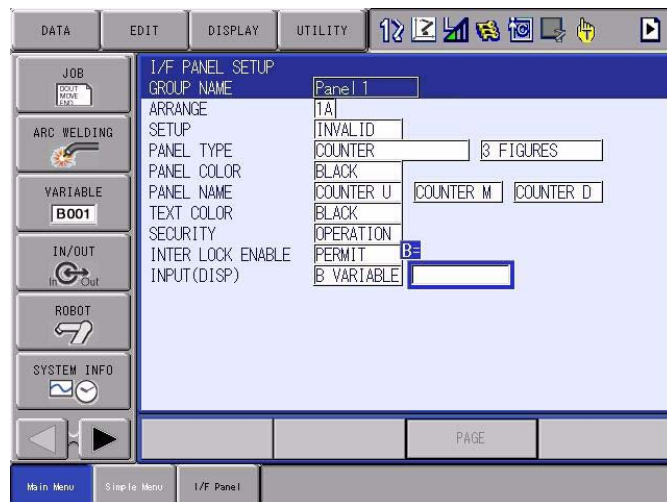 DATA EDIT DISPLAY UTILITY
JOB
DOUT
MOVE
END
ARC WELDING
VARIABLE
B001
IN/OUT
In Out
ROBOT
SYSTEM INFO
I/F PANEL SETUP
GROUP NAME Panel 1
ARRANGE 1A
SETUP INVALID
PANEL TYPE COUNTER 3 FIGURES
PANEL COLOR BLACK
PANEL NAME COUNTER U COUNTER M COUNTER D
TEXT COLOR BLACK
SECURITY OPERATION
INTER LOCK ENABLE PERMIT B=
INPUT(DISP) B VARIABLE
PAGE
Main Menu Simple Menu I/F Panel